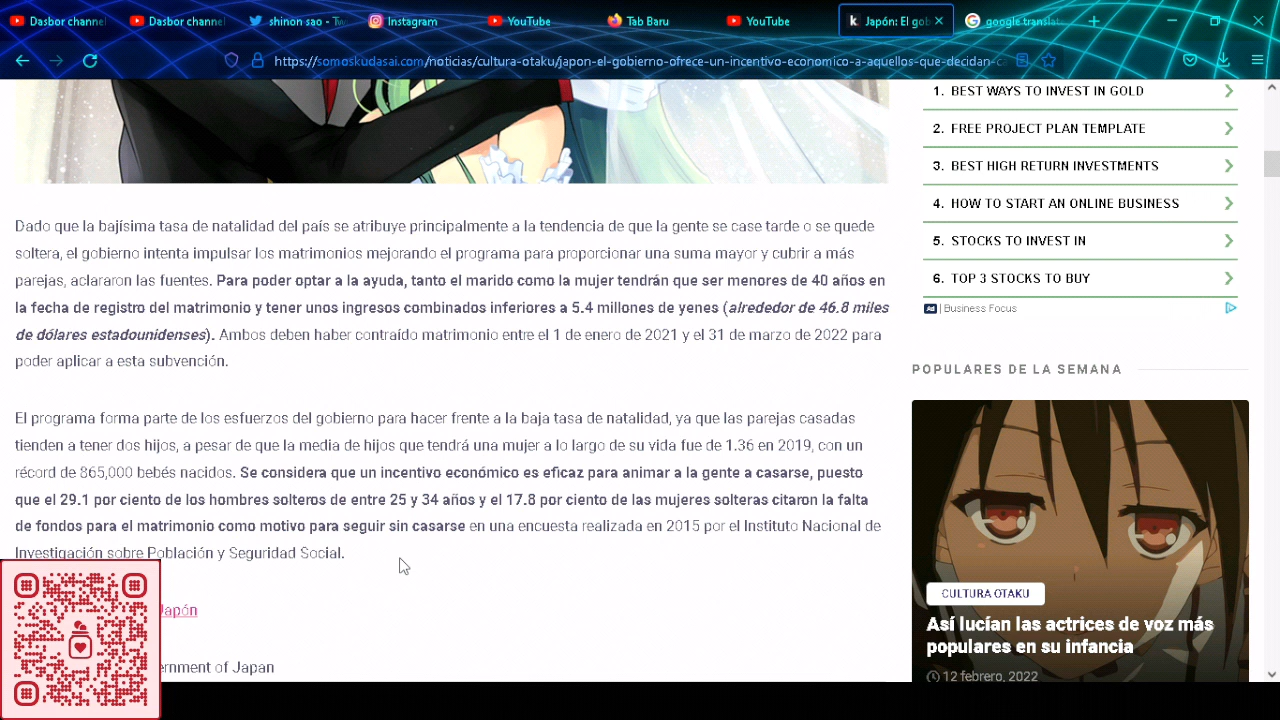 Dasbor channel
Dasbor channel
shinon sao - Tw
Instagram
YouTube
Tab Baru
YouTube
Japón: El gob
google translate
https://somoskudasai.com/noticias/cultura-otaku/japon-el-gobierno-ofrece-un-incentivo-economico-a-aquellos-que-decidan-ca
1. BEST WAYS TO INVEST IN GOLD
2. FREE PROJECT PLAN TEMPLATE
3. BEST HIGH RETURN INVESTMENTS
4. HOW TO START AN ONLINE BUSINESS
5. STOCKS TO INVEST IN
6. TOP 3 STOCKS TO BUY
Ad | Business Focus
Dado que la bajísima tasa de natalidad del país se atribuye principalmente a la tendencia de que la gente se case tarde o se quede
soltera, el gobierno intenta impulsar los matrimonios mejorando el programa para proporcionar una suma mayor y cubrir a más
parejas, aclararon las fuentes. Para poder optar a la ayuda, tanto el marido como la mujer tendrán que ser menores de 40 años en
la fecha de registro del matrimonio y tener unos ingresos combinados inferiores a 5.4 millones de yenes (alrededor de 46.8 miles
de dólares estadounidenses). Ambos deben haber contraído matrimonio entre el 1 de enero de 2021 y el 31 de marzo de 2022 para
poder aplicar a esta subvención.
El programa forma parte de los esfuerzos del gobierno para hacer frente a la baja tasa de natalidad, ya que las parejas casadas
tienden a tener dos hijos, a pesar de que la media de hijos que tendrá una mujer a lo largo de su vida fue de 1.36 en 2019, con un
récord de 865,000 bebés nacidos. Se considera que un incentivo económico es eficaz para animar a la gente a casarse, puesto
que el 29.1 por ciento de los hombres solteros de entre 25 y 34 años y el 17.8 por ciento de las mujeres solteras citaron la falta
de fondos para el matrimonio como motivo para seguir sin casarse en una encuesta realizada en 2015 por el Instituto Nacional de
Investigación sobre Población y Seguridad Social.
Japón
ernment of Japan
POPULARES DE LA SEMANA
CULTURA OTAKU
Así lucían las actrices de voz más
populares en su infancia
12 febrero, 2022